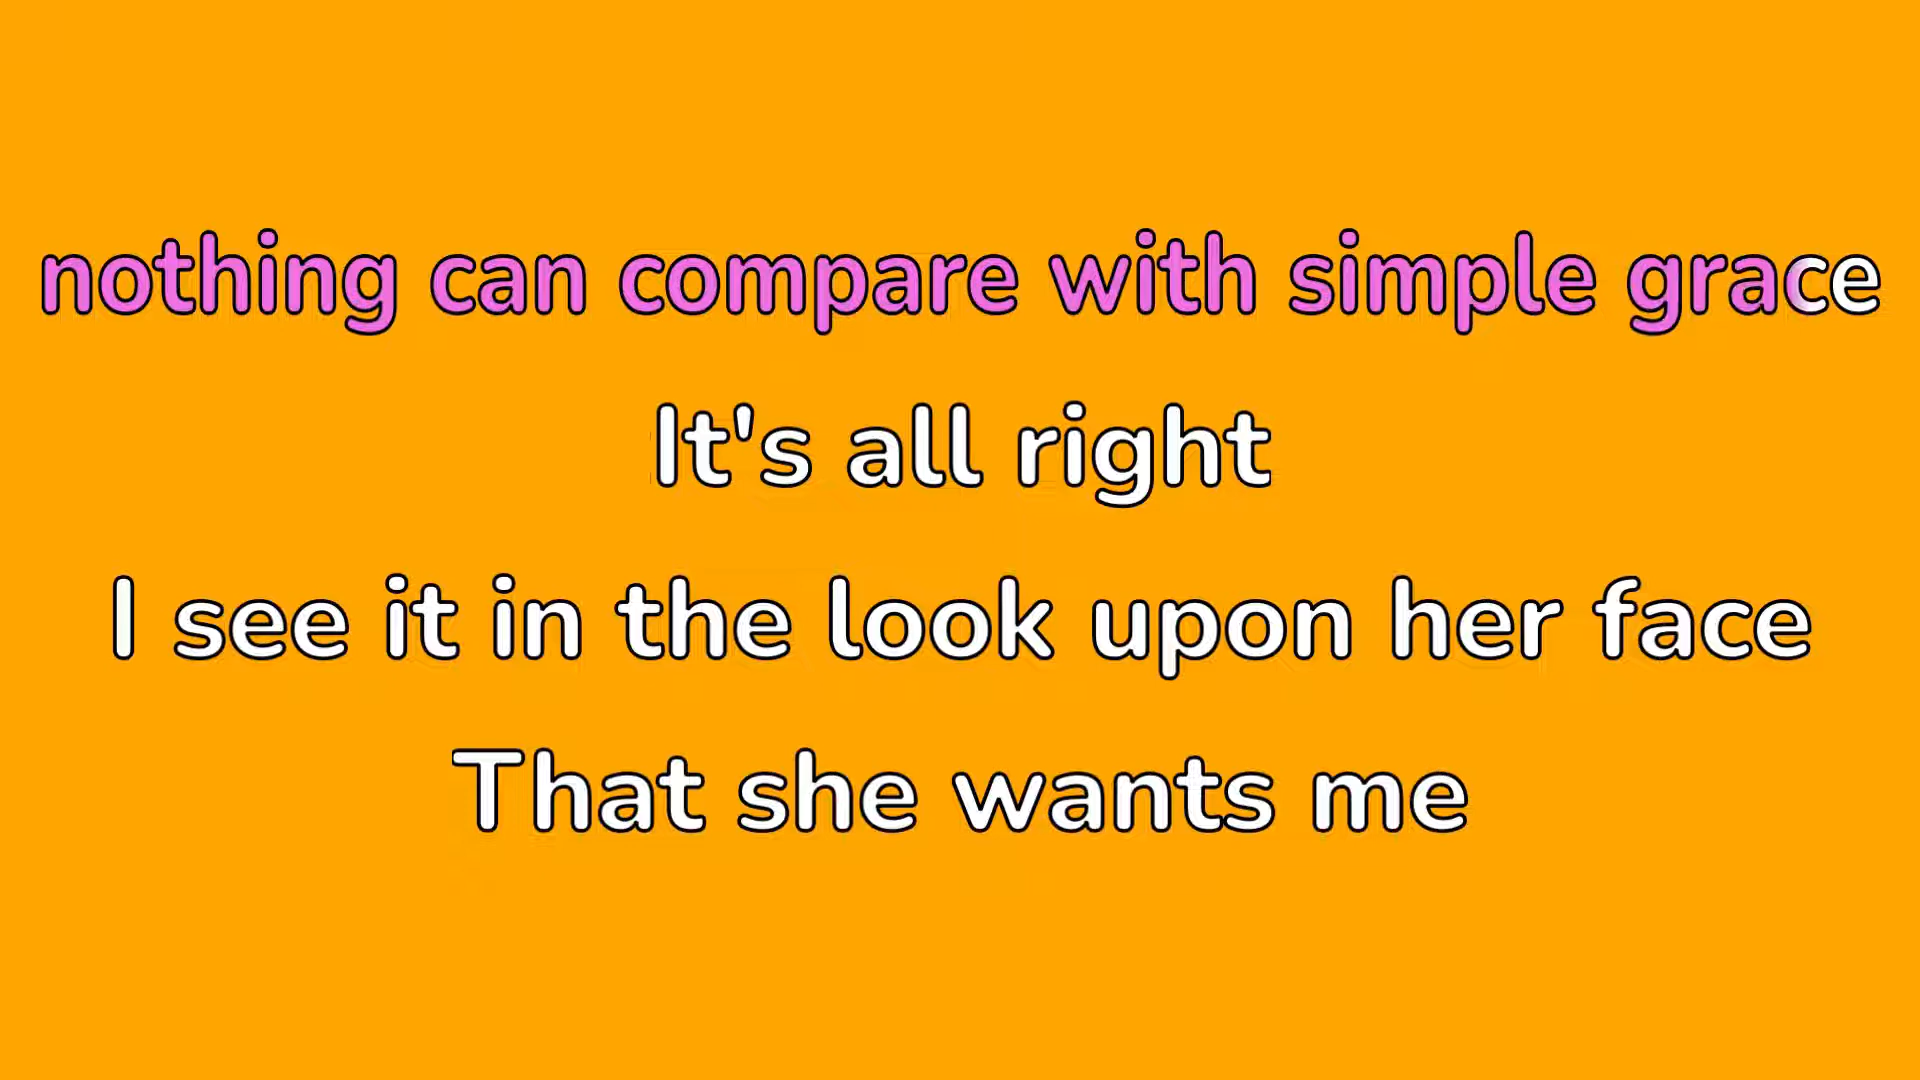 nothing can compare with simple grace
It's all right
I see it in the look upon her face
That she wants me